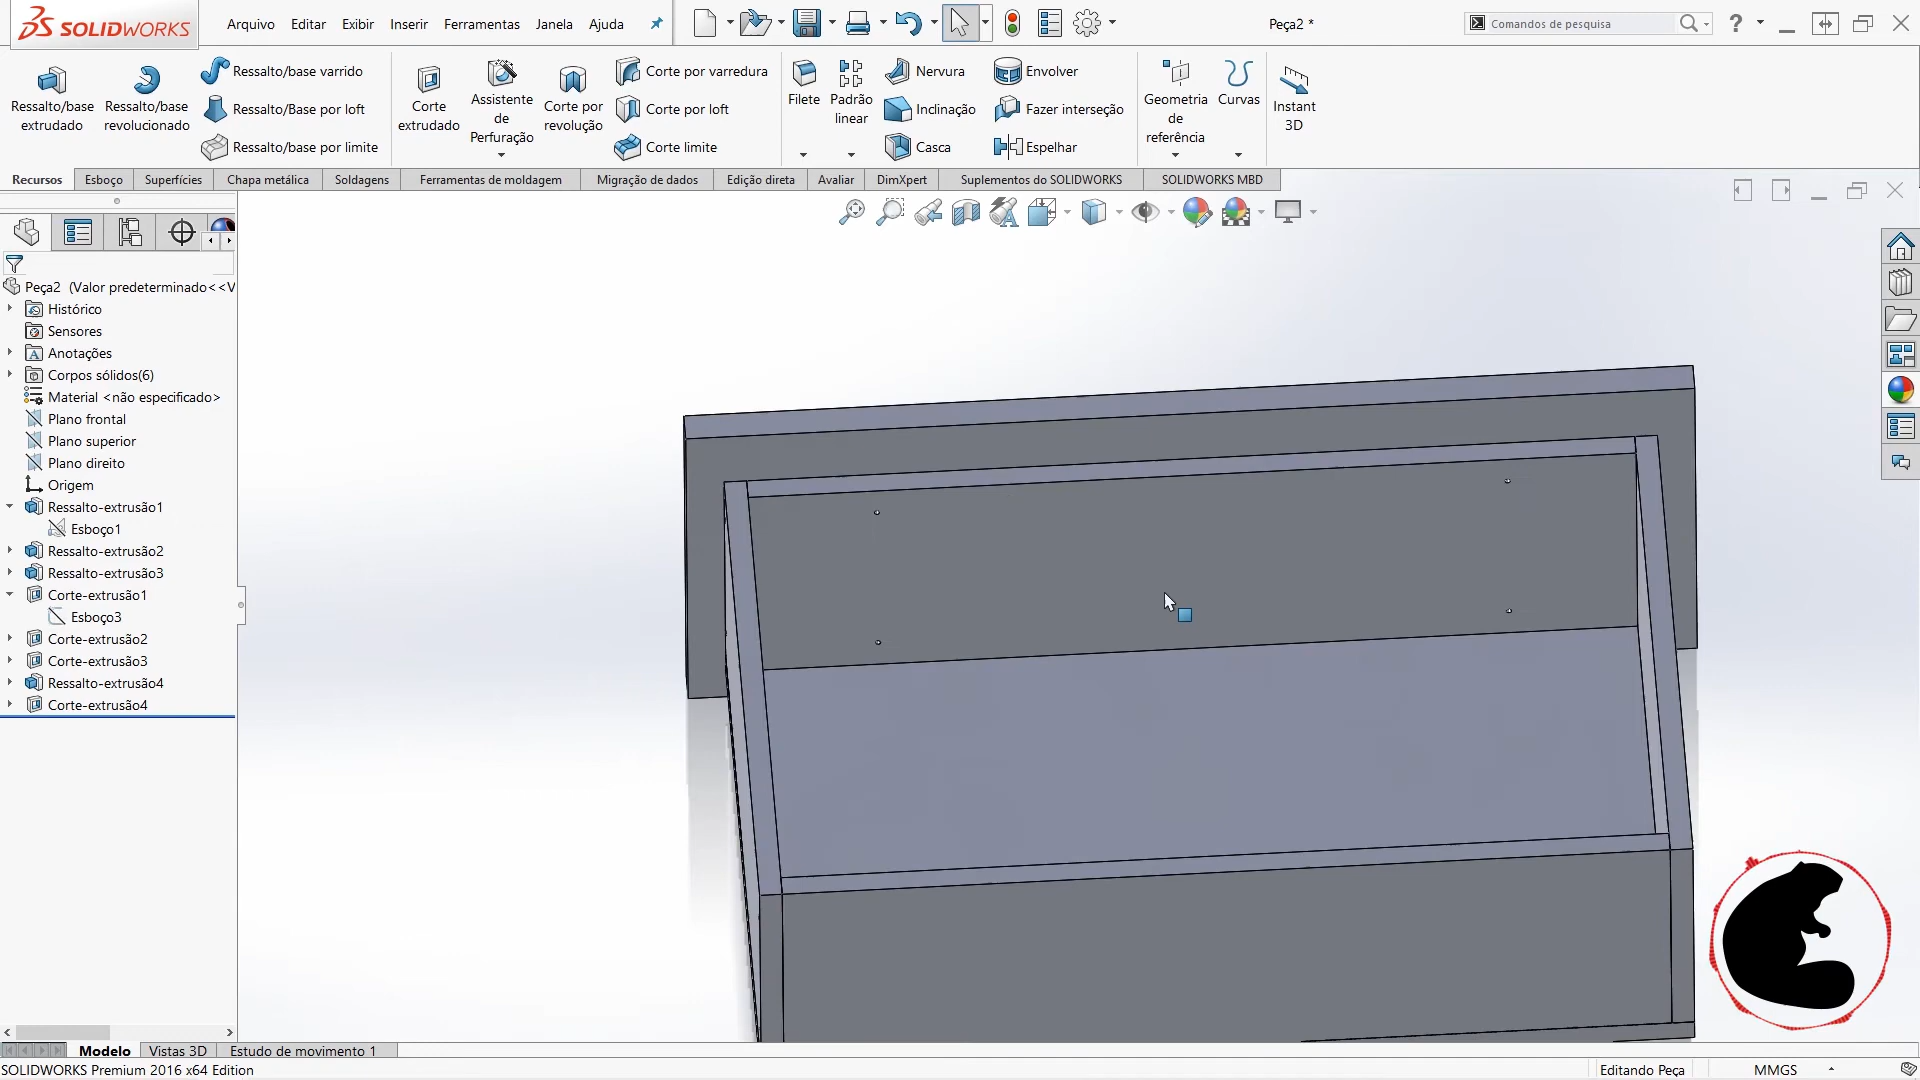 SOLIDWORKS
Arquivo Editar Exibir Inserir Ferramentas Janela Ajuda
Peça2 *
Comandos de pesquisa
?
Ressalto/base extrudado
Ressalto/base revolucionado
Ressalto/base varrido
Ressalto/Base por loft
Ressalto/base por limite
Corte extrudado
Assistente de Perfuração
Corte por revolução
Corte por varredura
Corte por loft
Corte limite
Filete
Padrão linear
Nervura
Inclinação
Casca
Envolver
Fazer interseção
Espelhar
Geometria de referência
Curvas
Instant 3D
Recursos Esboço Superfícies Chapa metálica Soldagens Ferramentas de moldagem Migração de dados Edição direta Avaliar DimXpert Suplementos do SOLIDWORKS SOLIDWORKS MBD
Peça2 (Valor predeterminado<<V
Histórico
Sensores
Anotações
Corpos sólidos(6)
Material <não especificado>
Plano frontal
Plano superior
Plano direito
Origem
Ressalto-extrusão1
Esboço1
Ressalto-extrusão2
Ressalto-extrusão3
Corte-extrusão1
Esboço3
Corte-extrusão2
Corte-extrusão3
Ressalto-extrusão4
Corte-extrusão4
Modelo Vistas 3D Estudo de movimento 1
SOLIDWORKS Premium 2016 x64 Edition
Editando Peça
MMGS